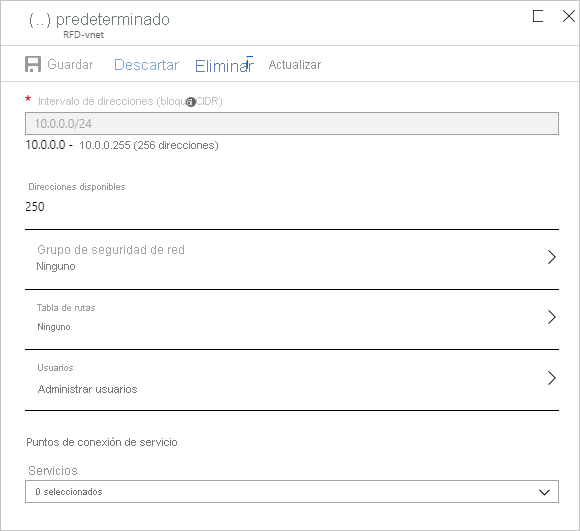 (..) predeterminado
RFD-vnet
Guardar Descartar Eliminar Actualizar
* Intervalo de direcciones (bloque CIDR)
10.0.0.0/24
10.0.0.0 - 10.0.0.255 (256 direcciones)
Direcciones disponibles
250
Grupo de seguridad de red
Ninguno
Tabla de rutas
Ninguno
Usuarios
Administrar usuarios
Puntos de conexión de servicio
Servicios
0 seleccionados